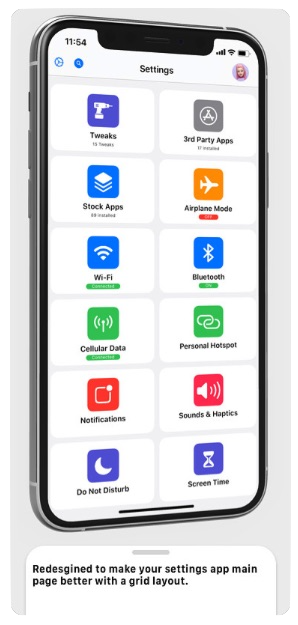 11:54
Settings
Tweaks
15 Tweaks
3rd Party Apps
17 Installed
Stock Apps
Airplane Mode
OFF
Wi-Fi
Connected
Bluetooth
On
Cellular Data
Connected
Personal Hotspot
Notifications
Sounds & Haptics
Do Not Disturb
Screen Time
Redesgined to make your settings app main
page better with a grid layout.